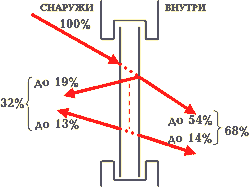 СНАРУЖИ ВНУТРИ
100%
до 19%
32%
до 13%
до 54%
до 14%
68%